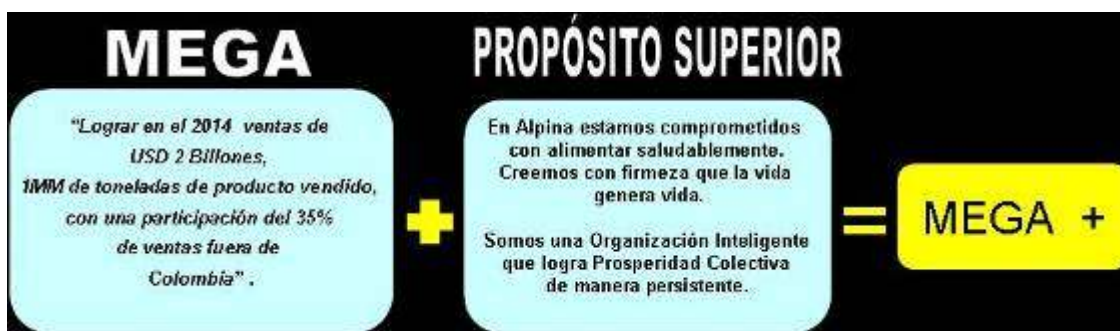 MEGA
"Lograr en el 2014 ventas de
USD 2 Billones,
1MM de toneladas de producto vendido,
con una participación del 35%
de ventas fuera de
Colombia" .
+
PROPÓSITO SUPERIOR
En Alpina estamos comprometidos
con alimentar saludablemente.
Creemos con firmeza que la vida
genera vida.
Somos una Organización Inteligente
que logra Prosperidad Colectiva
de manera persistente.
=
MEGA +